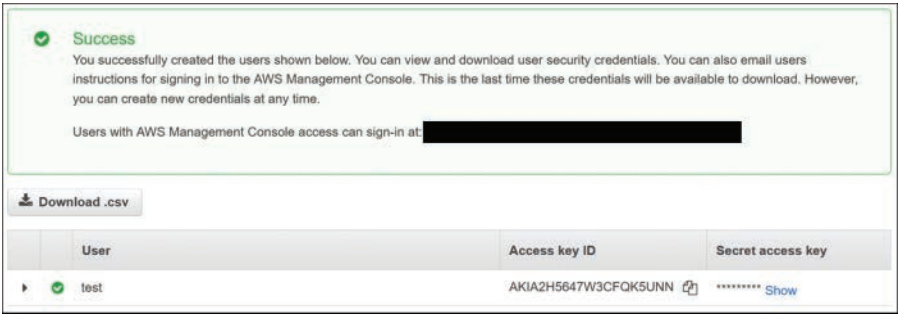 Success
You successfully created the users shown below. You can view and download user security credentials. You can also email users
instructions for signing in to the AWS Management Console. This is the last time these credentials will be available to download. However,
you can create new credentials at any time.
Users with AWS Management Console access can sign-in at:
Download .csv
User Access key ID Secret access key
test AKIA2H5647W3CFQK5UNN ********* Show